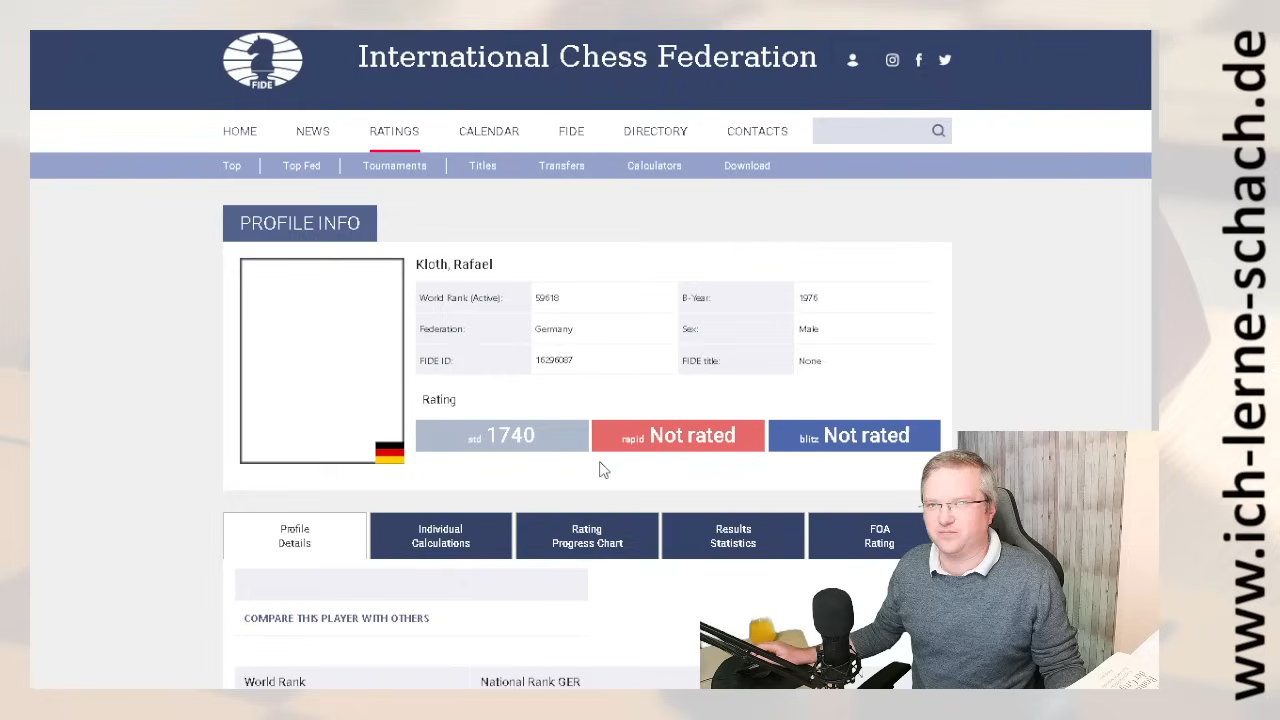 International Chess Federation
FIDE
HOME NEWS RATINGS CALENDAR FIDE DIRECTORY CONTACTS
Top Top Fed Tournaments Titles Transfers Calculators Download
PROFILE INFO
Kloth, Rafael
World Rank (Active): 59618 B-Year: 1976
Federation: Germany Sex: Male
FIDE ID: 16296087 FIDE title: None
Rating
std 1740 rapid Not rated blitz Not rated
Profile Details
Individual Calculations
Rating Progress Chart
Results Statistics
FOA Rating
COMPARE THIS PLAYER WITH OTHERS
World Rank National Rank GER
www.ich-lerne-schach.de